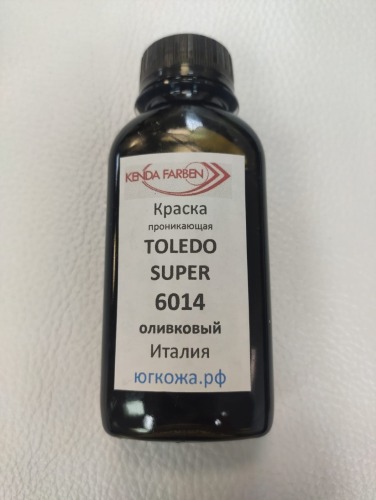 KENDA FARBEN
Краска
проникающая
TOLEDO
SUPER
6014
оливковый
Италия
югкожа.рф